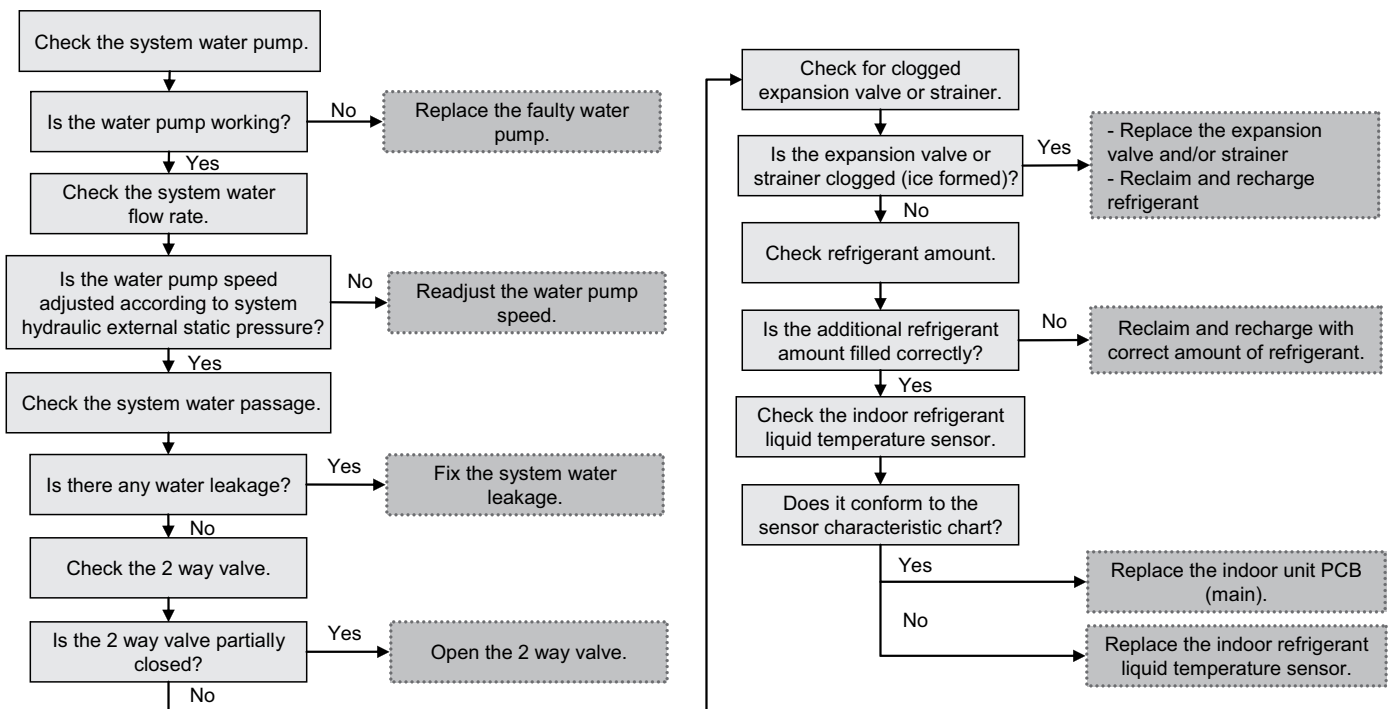 Check the system water pump.
Is the water pump working?
No
Replace the faulty water
pump.
Yes
Check the system water
flow rate.
Is the water pump speed
adjusted according to system
hydraulic external static pressure?
No
Readjust the water pump
speed.
Yes
Check the system water passage.
Is there any water leakage?
Yes
Fix the system water
leakage.
No
Check the 2 way valve.
Is the 2 way valve partially
closed?
Yes
Open the 2 way valve.
No
Check for clogged
expansion valve or strainer.
Is the expansion valve or
strainer clogged (ice formed)?
Yes
- Replace the expansion
valve and/or strainer
- Reclaim and recharge
refrigerant
No
Check refrigerant amount.
Is the additional refrigerant
amount filled correctly?
No
Reclaim and recharge with
correct amount of refrigerant.
Yes
Check the indoor refrigerant
liquid temperature sensor.
Does it conform to the
sensor characteristic chart?
Yes
Replace the indoor unit PCB
(main).
No
Replace the indoor refrigerant
liquid temperature sensor.